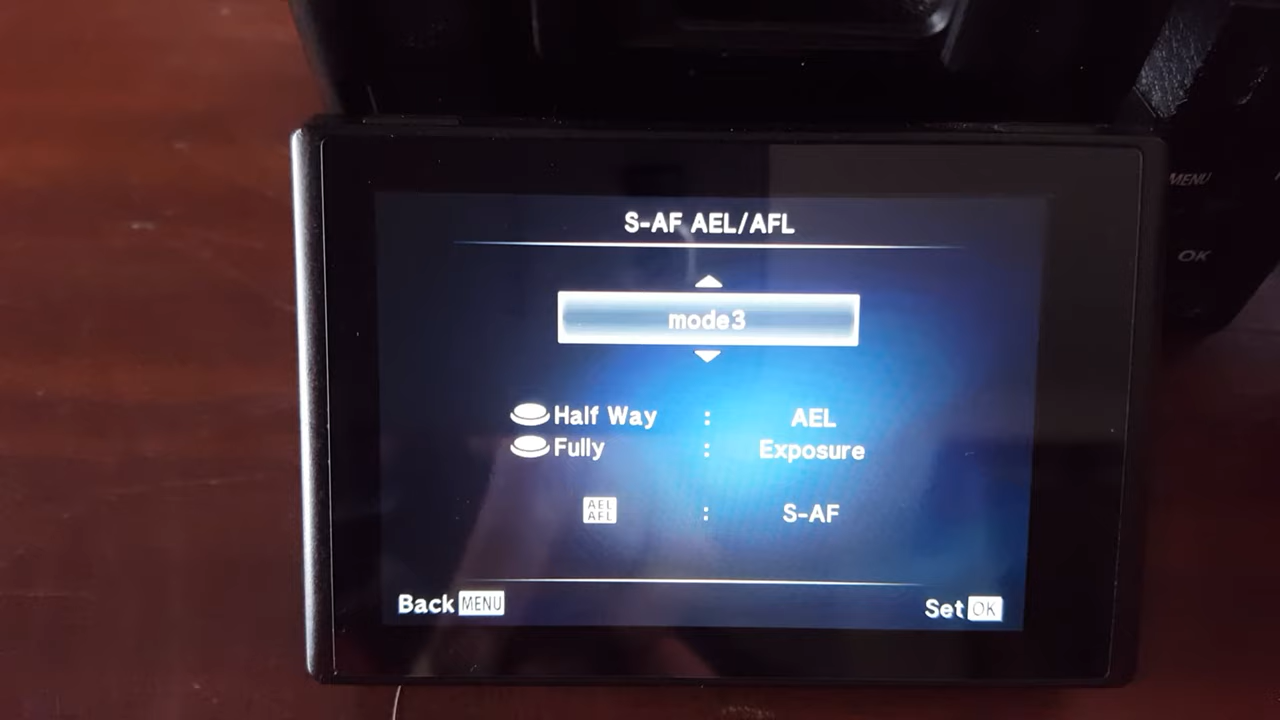 MENU
S-AF AEL/AFL
OK
mode3
Half Way : AEL
Fully : Exposure
AEL AFL : S-AF
Back MENU
Set OK